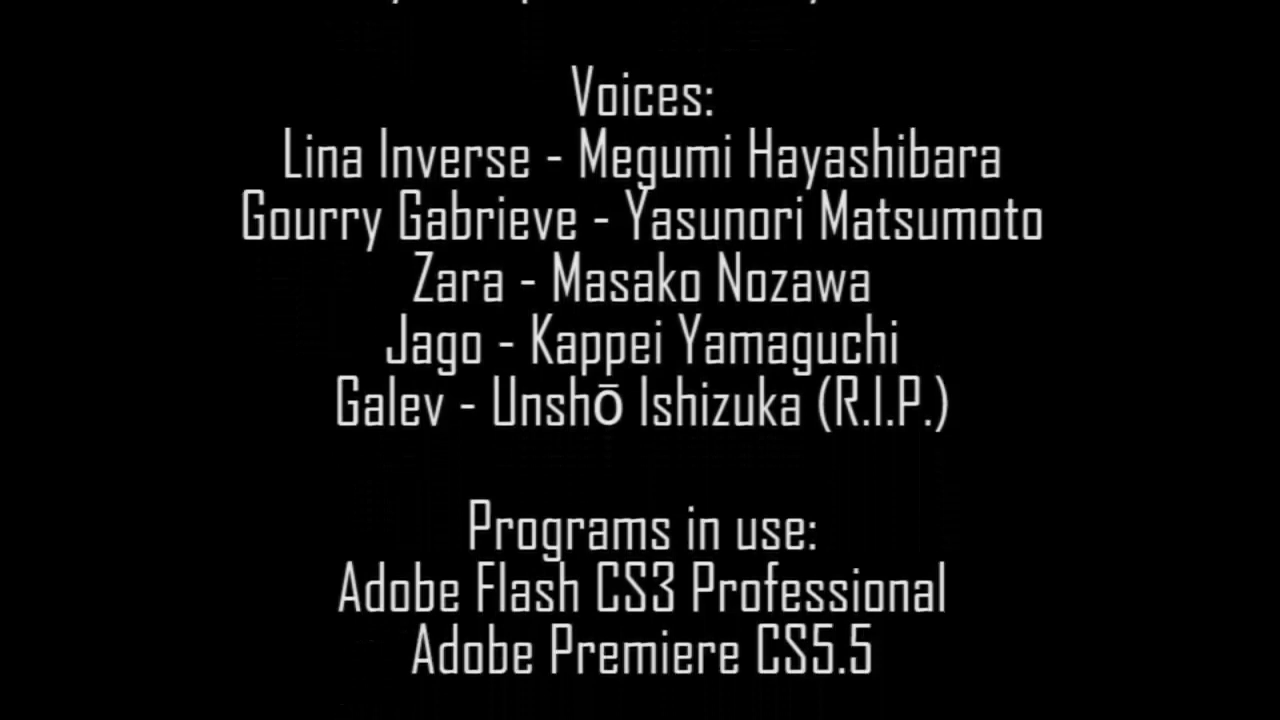 Voices:
Lina Inverse - Megumi Hayashibara
Gourry Gabrieve - Yasunori Matsumoto
Zara - Masako Nozawa
Jago - Kappei Yamaguchi
Galev - Unshō Ishizuka (R.I.P.)
Programs in use:
Adobe Flash CS3 Professional
Adobe Premiere CS5.5